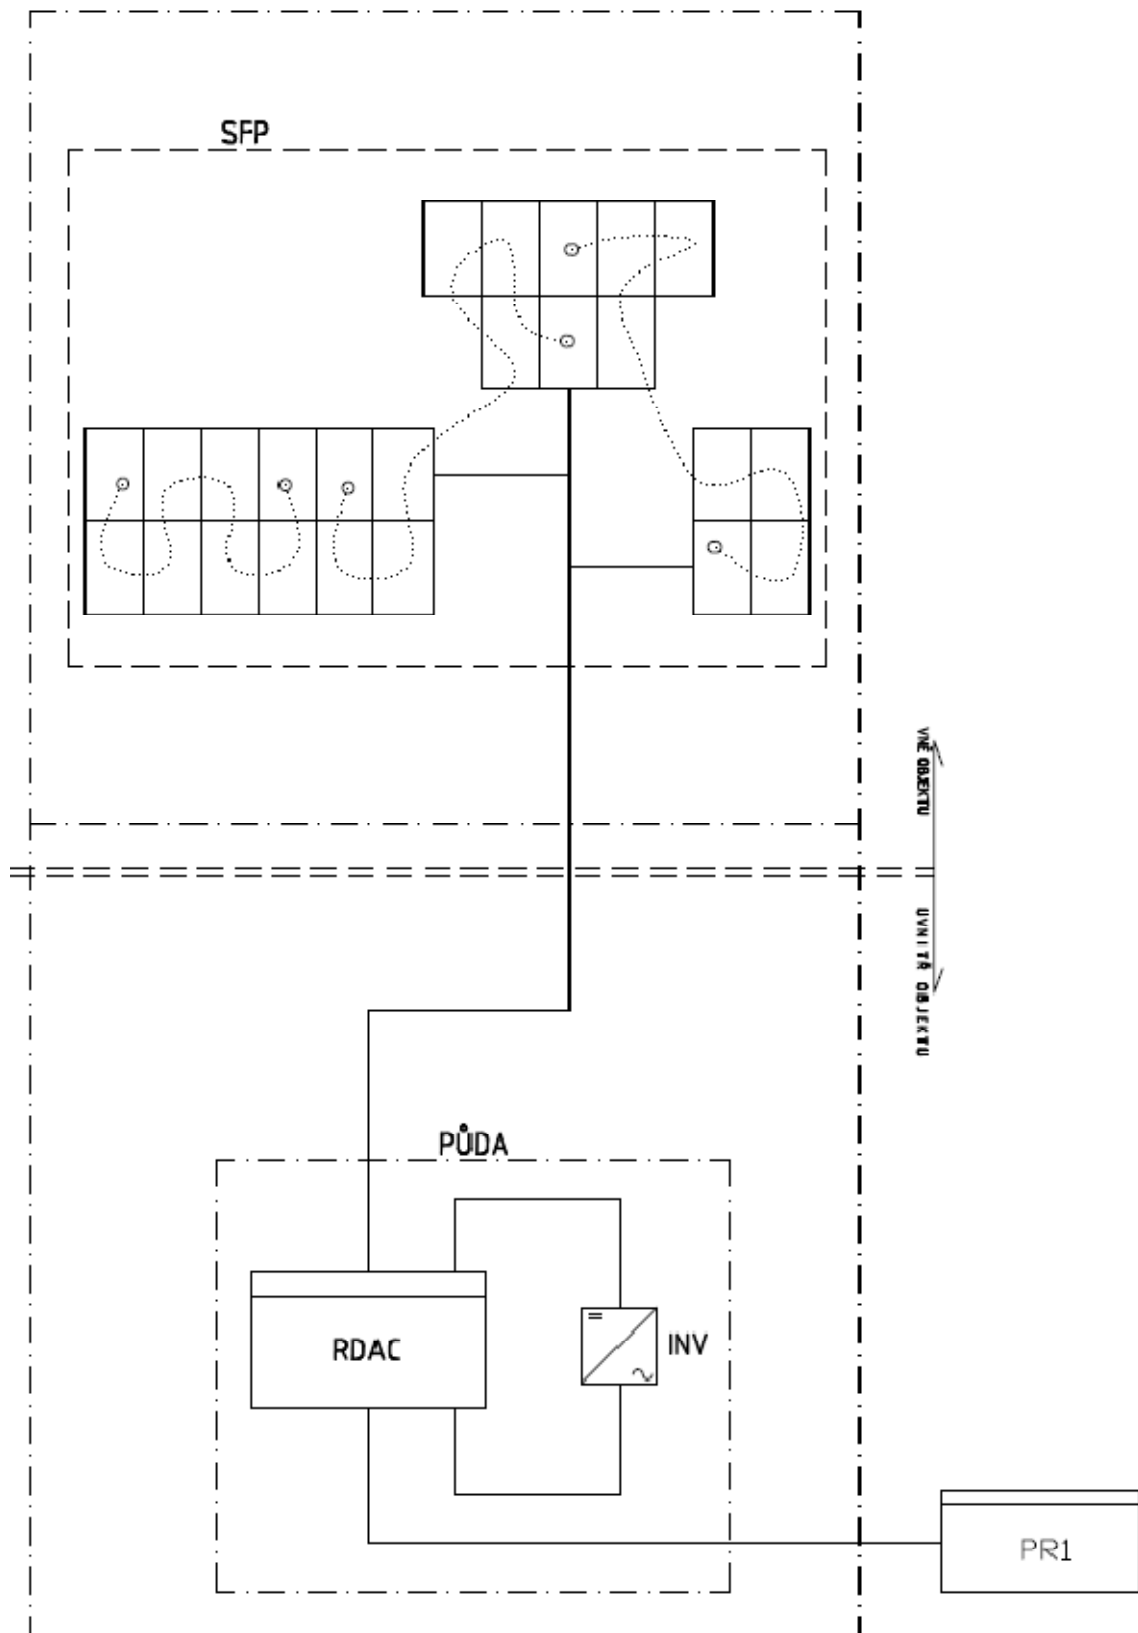 SFP
VNĚ OBJEKTU
UVNITŘ OBJEKTU
PŮDA
RDAC
INV
PR1